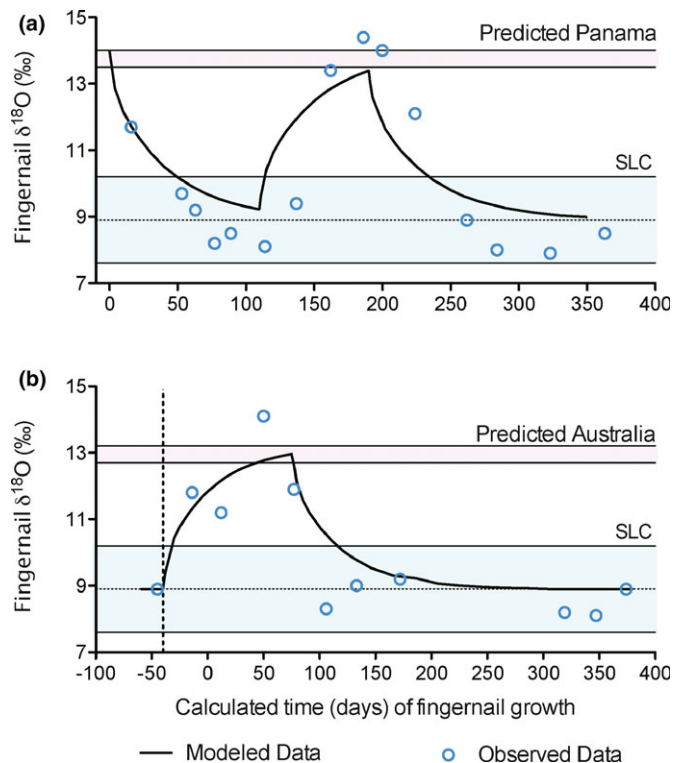 (a)
15
13
11
9
7
Fingernail δ¹⁸O (‰)
Predicted Panama
SLC
0 50 100 150 200 250 300 350 400
(b)
15
13
11
9
7
Fingernail δ¹⁸O (‰)
Predicted Australia
SLC
-100 -50 0 50 100 150 200 250 300 350 400
Calculated time (days) of fingernail growth
Modeled Data Observed Data